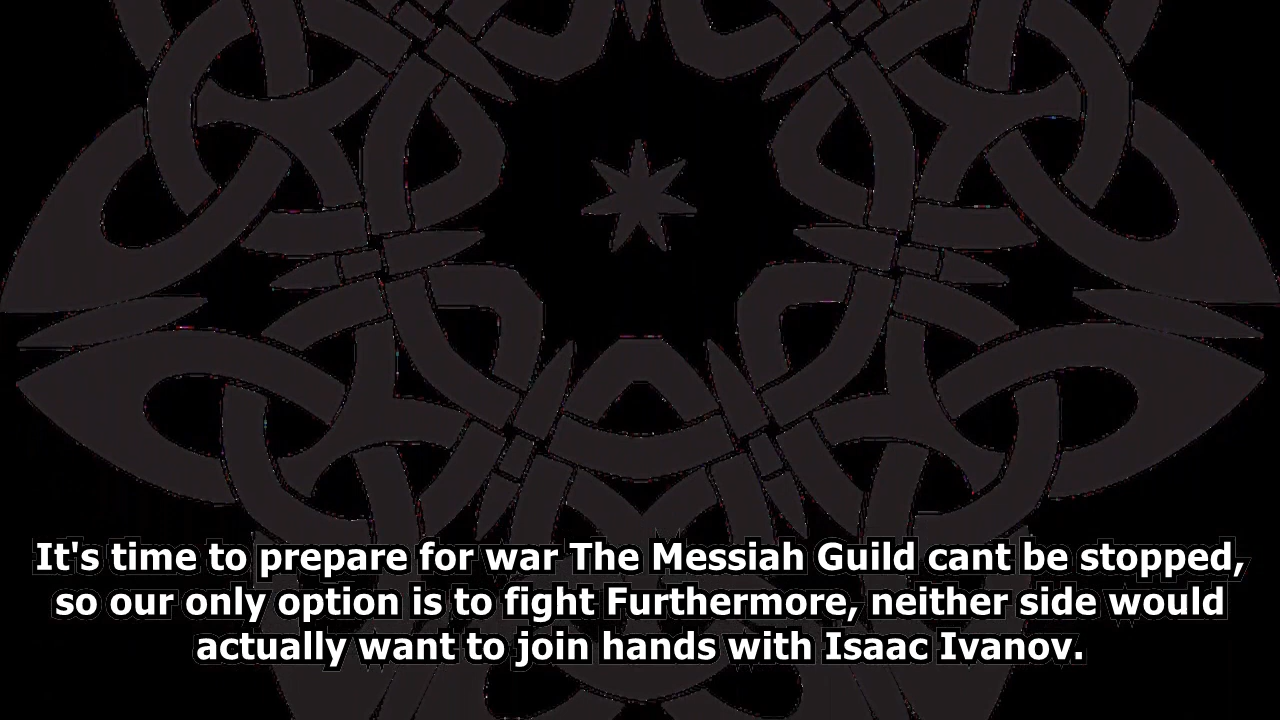 It's time to prepare for war The Messiah Guild cant be stopped,
so our only option is to fight Furthermore, neither side would
actually want to join hands with Isaac Ivanov.